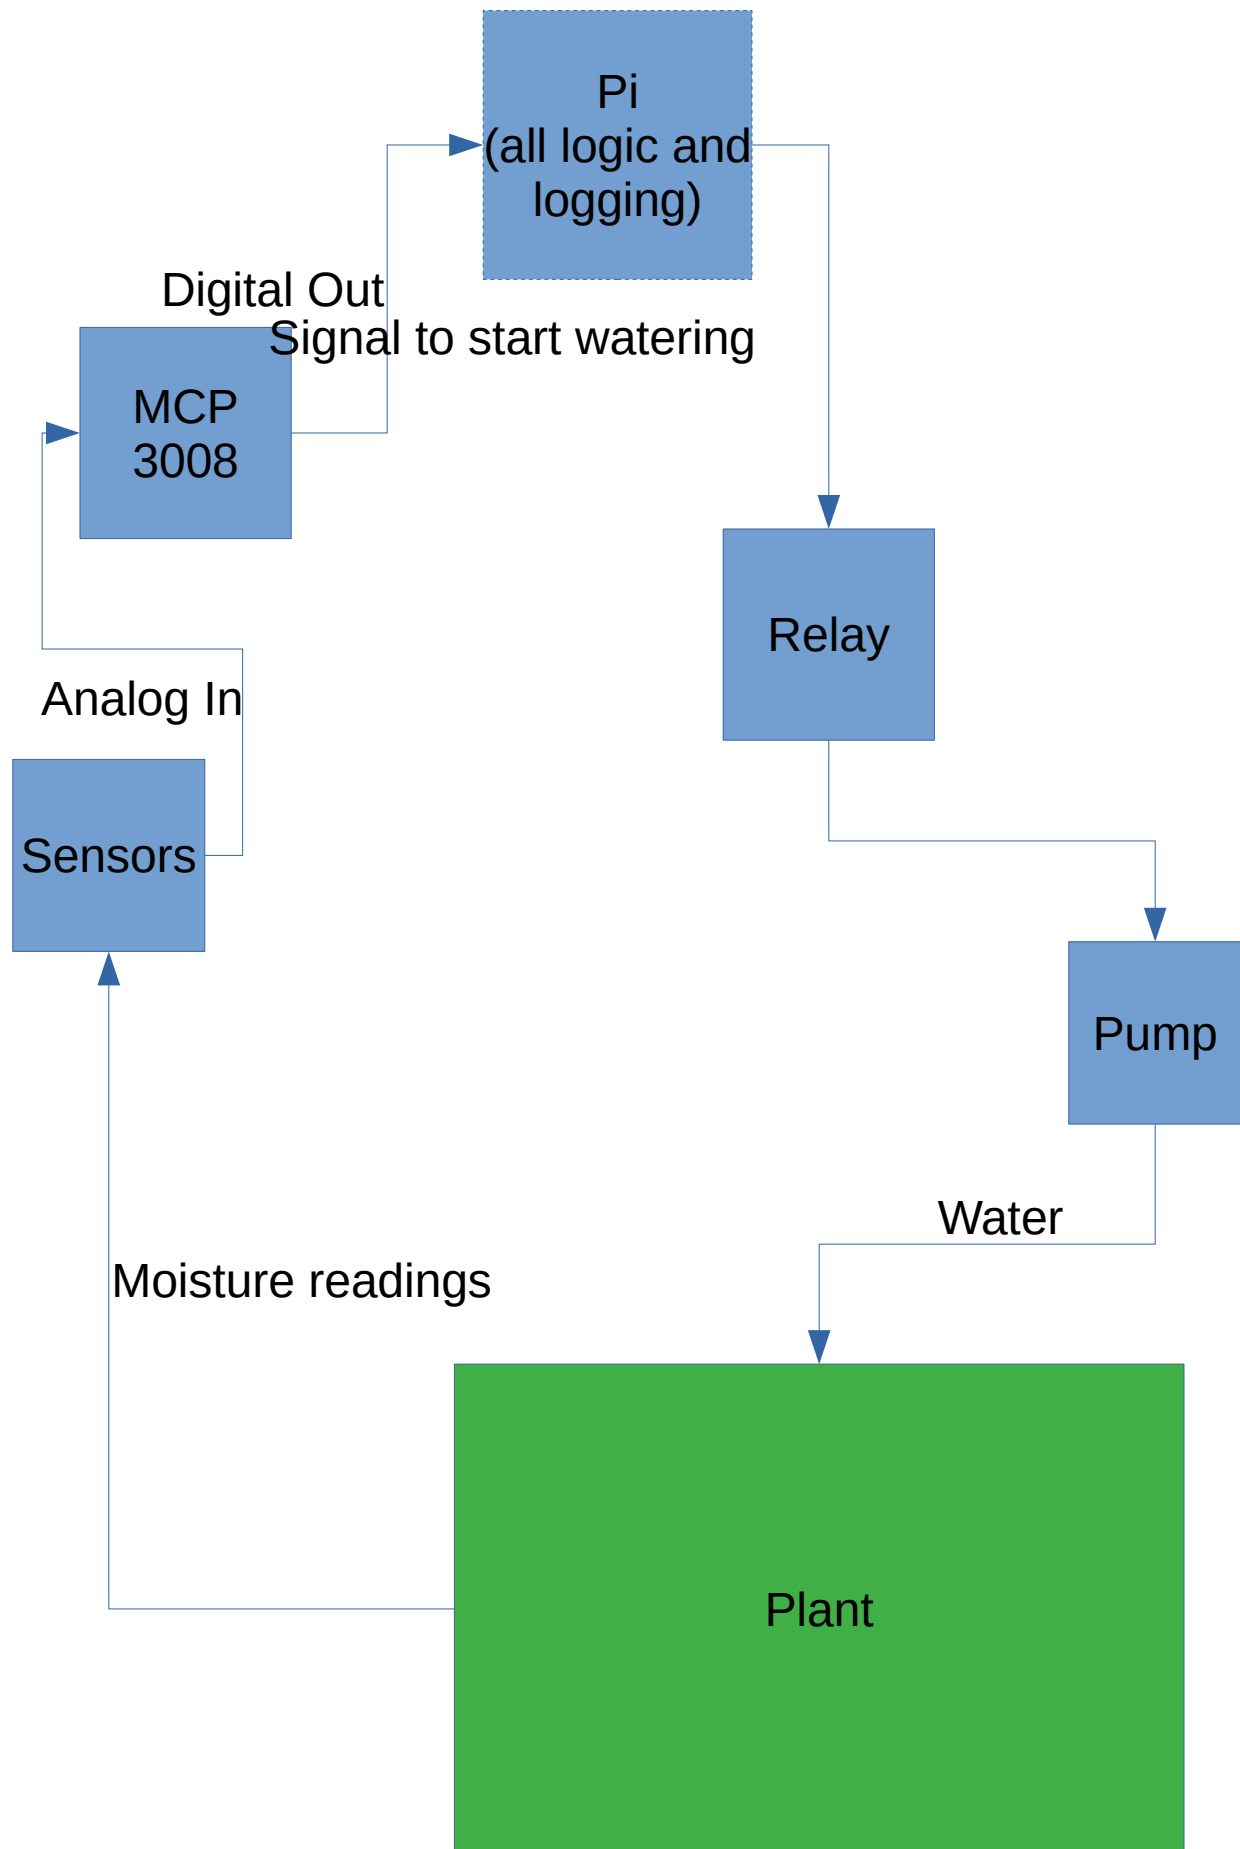 Pi
(all logic and
logging)
Digital Out
Signal to start watering
MCP
3008
Relay
Analog In
Sensors
Pump
Water
Moisture readings
Plant